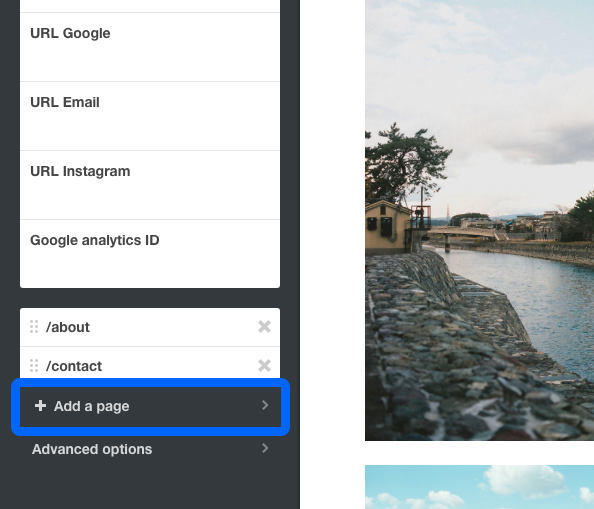 URL Google
URL Email
URL Instagram
Google analytics ID
/about
/contact
Add a page
Advanced options